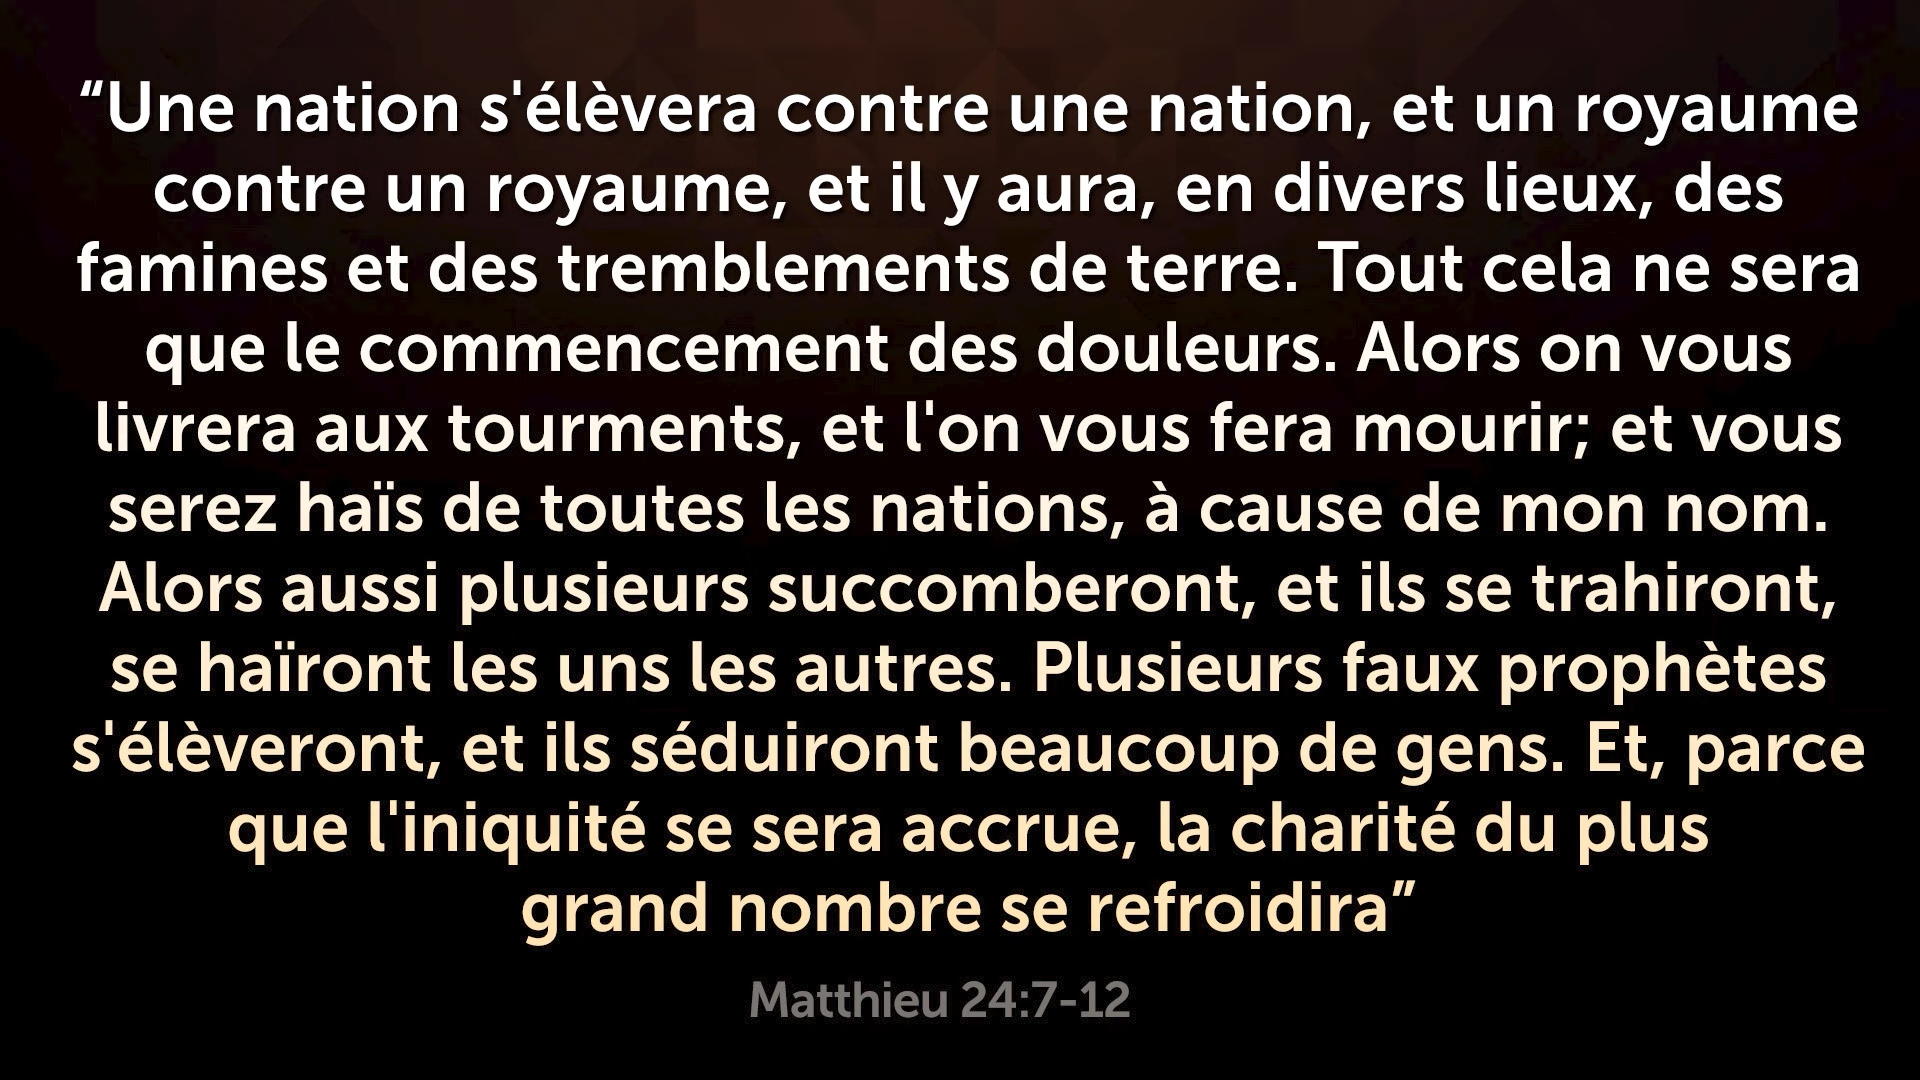 “Une nation s'élèvera contre une nation, et un royaume
contre un royaume, et il y aura, en divers lieux, des
famines et des tremblements de terre. Tout cela ne sera
que le commencement des douleurs. Alors on vous
livrera aux tourments, et l'on vous fera mourir; et vous
serez haïs de toutes les nations, à cause de mon nom.
Alors aussi plusieurs succomberont, et ils se trahiront,
se haïront les uns les autres. Plusieurs faux prophètes
s'élèveront, et ils séduiront beaucoup de gens. Et, parce
que l'iniquité se sera accrue, la charité du plus
grand nombre se refroidira”
Matthieu 24:7-12